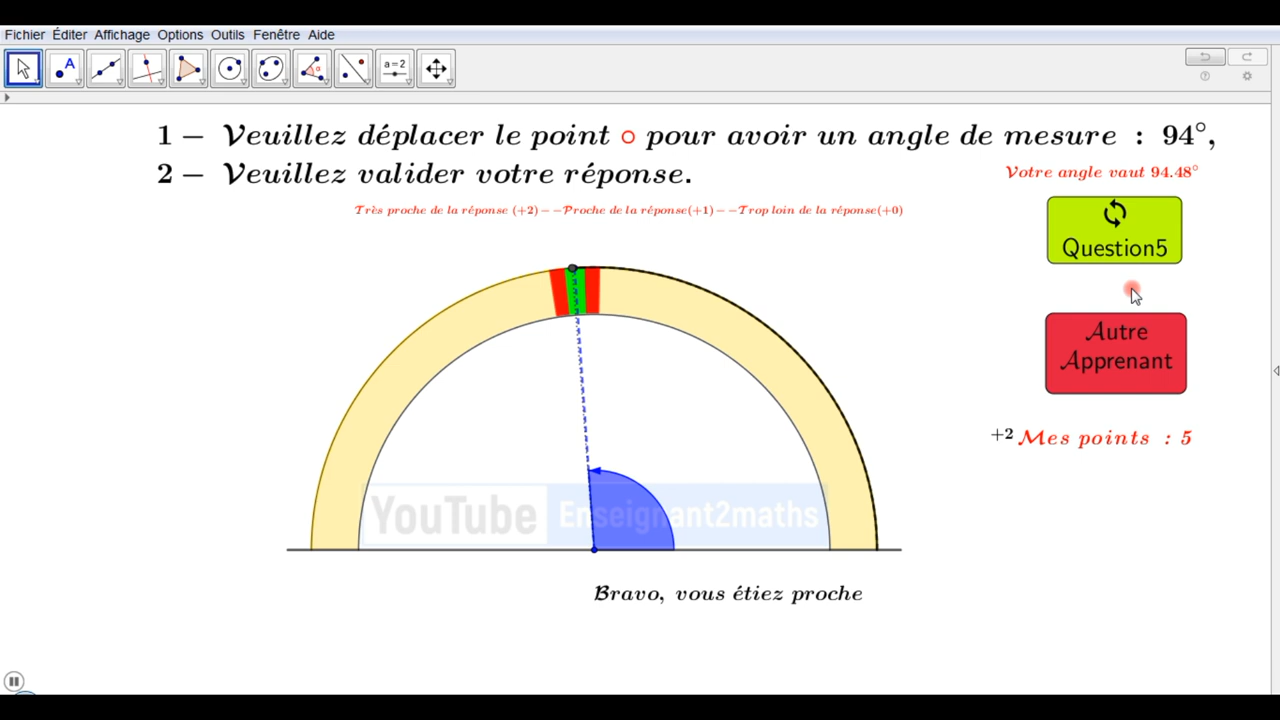 Fichier Éditer Affichage Options Outils Fenêtre Aide
A
a=2
1 – Veuillez déplacer le point o pour avoir un angle de mesure : 94°,
2 – Veuillez valider votre réponse.
Votre angle vaut 94.48°
Très proche de la réponse (+2)– –Proche de la réponse(+1)– –Trop loin de la réponse(+0)
Question5
Autre
Apprenant
+2 Mes points : 5
YouTube Enseignant2maths
Bravo, vous étiez proche